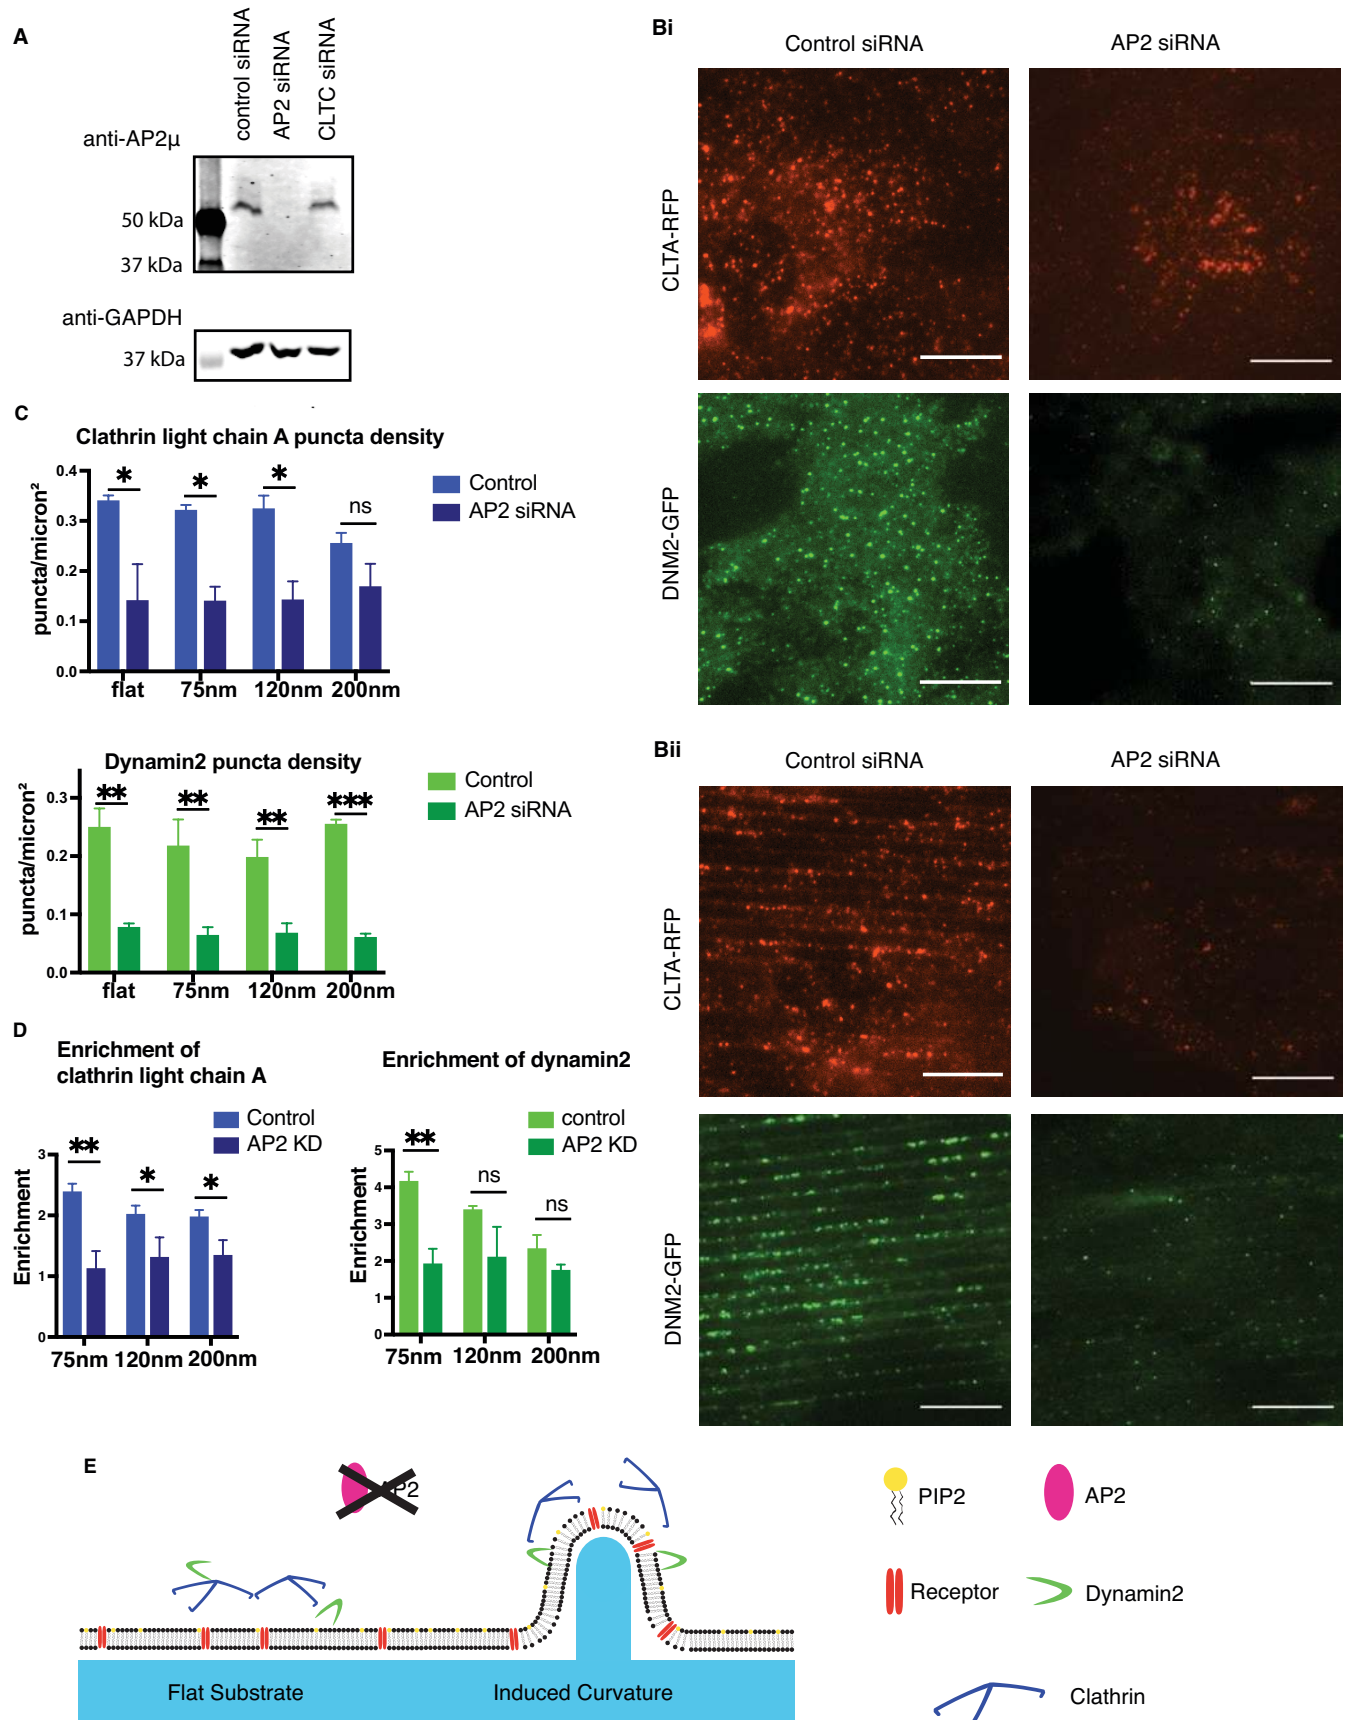 A
control siRNA
AP2 siRNA
CLTC siRNA
anti-AP2μ
50 kDa
37 kDa
anti-GAPDH
37 kDa
Bi
Control siRNA
AP2 siRNA
CLTA-RFP
DNM2-GFP
C
Clathrin light chain A puncta density
puncta/micron²
0.4
0.3
0.2
0.1
0.0
*
*
*
ns
Control
AP2 siRNA
flat
75nm
120nm
200nm
Dynamin2 puncta density
puncta/micron²
0.3
0.2
0.1
0.0
**
**
**
***
Control
AP2 siRNA
flat
75nm
120nm
200nm
Bii
Control siRNA
AP2 siRNA
CLTA-RFP
DNM2-GFP
D
Enrichment of
clathrin light chain A
Control
AP2 KD
Enrichment
3
2
1
0
**
*
*
75nm
120nm
200nm
Enrichment of dynamin2
control
AP2 KD
Enrichment
5
4
3
2
1
0
**
ns
ns
75nm
120nm
200nm
E
AP2
Flat Substrate
Induced Curvature
PIP2
AP2
Receptor
Dynamin2
Clathrin